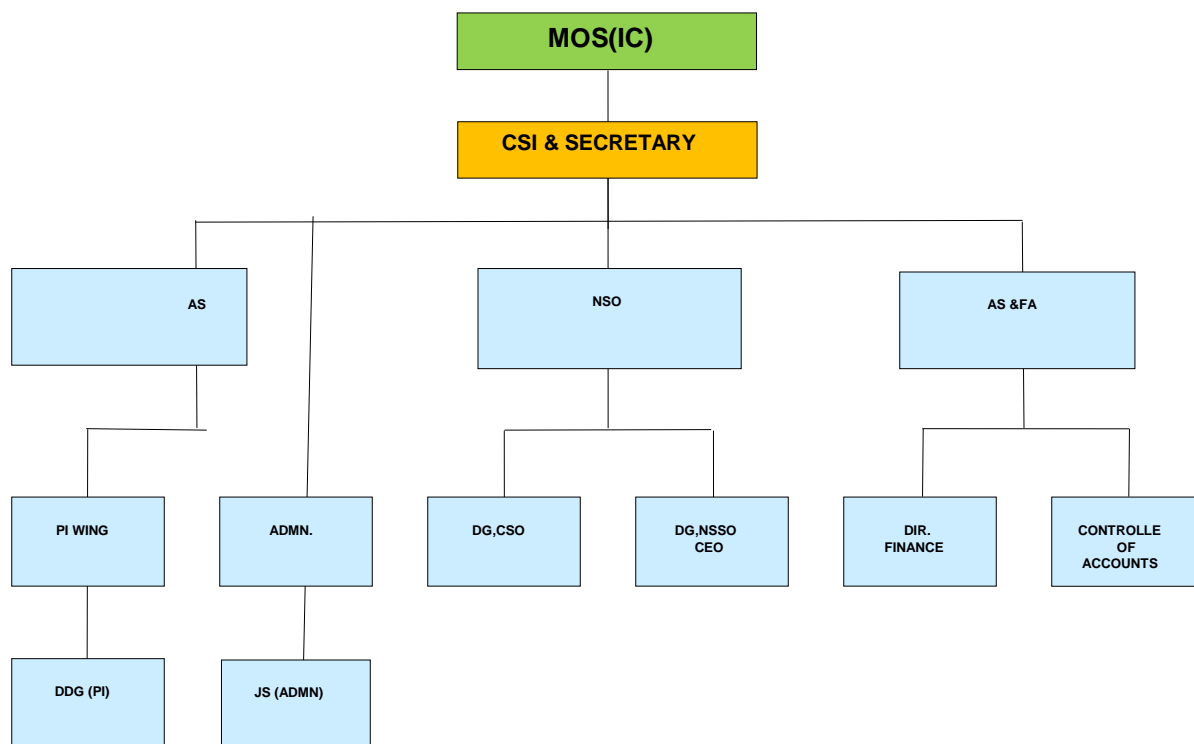 MOS(IC)
CSI & SECRETARY
AS
NSO
AS &FA
PI WING
ADMN.
DG,CSO
DG,NSSO
CEO
DIR.
FINANCE
CONTROLLE
OF
ACCOUNTS
DDG (PI)
JS (ADMN)